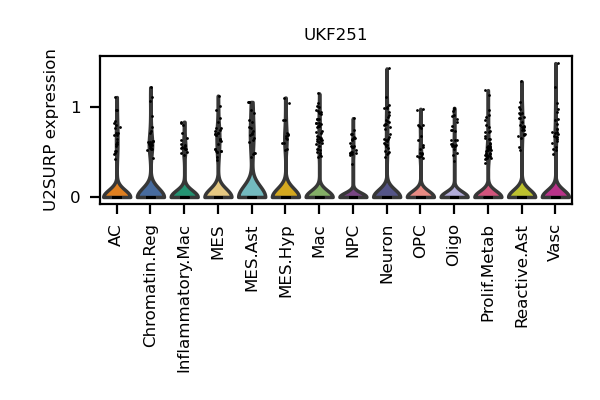 UKF251
U2SURP expression
1
0
AC
Chromatin.Reg
Inflammatory.Mac
MES
MES.Ast
MES.Hyp
Mac
NPC
Neuron
OPC
Oligo
Prolif.Metab
Reactive.Ast
Vasc